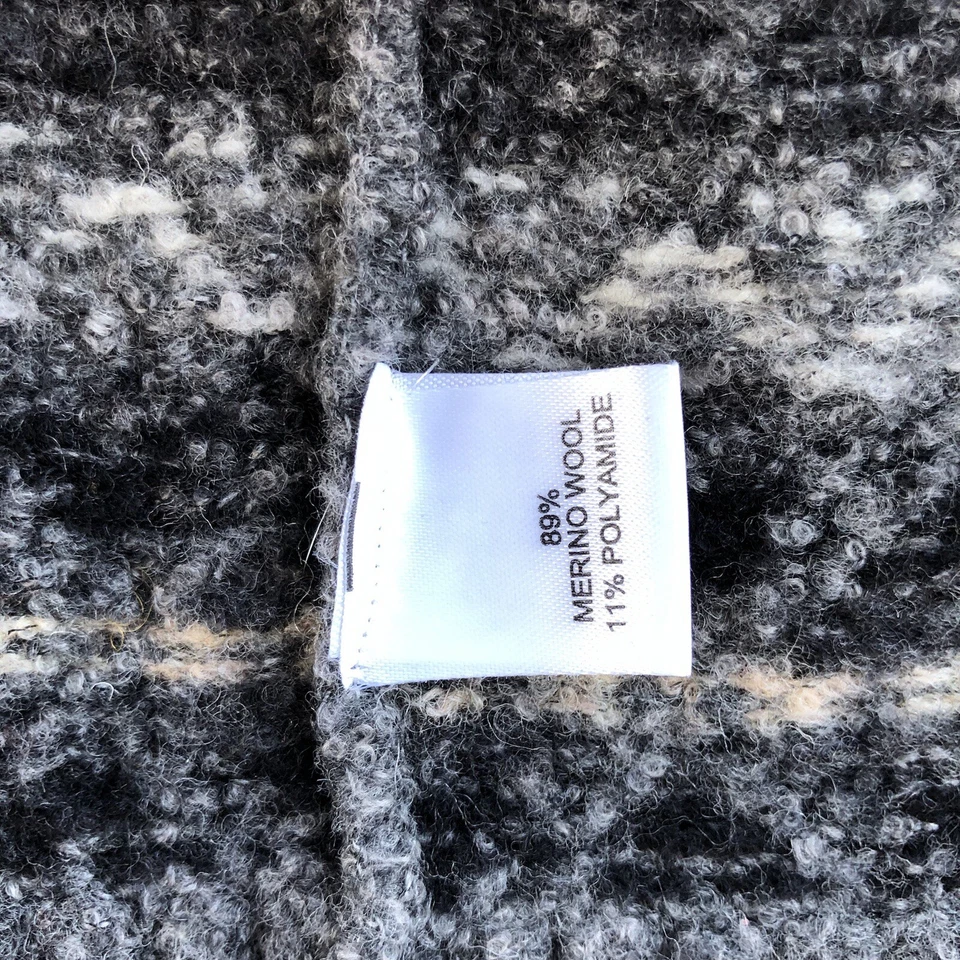 89%
MERINO WOOL
11% POLYAMIDE